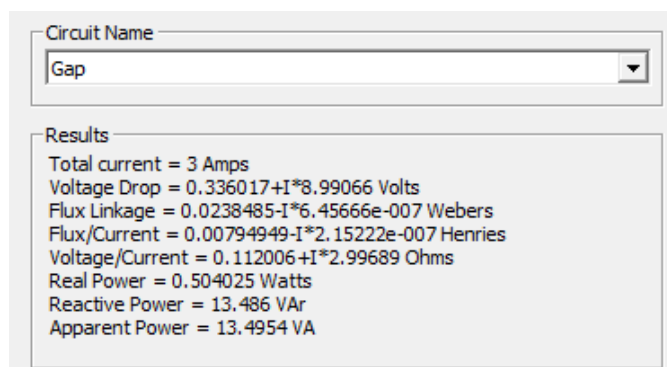 Circuit Name
Gap
Results
Total current = 3 Amps
Voltage Drop = 0.336017+I*8.99066 Volts
Flux Linkage = 0.0238485-I*6.45666e-007 Webers
Flux/Current = 0.00794949-I*2.15222e-007 Henries
Voltage/Current = 0.112006+I*2.99689 Ohms
Real Power = 0.504025 Watts
Reactive Power = 13.486 VAr
Apparent Power = 13.4954 VA